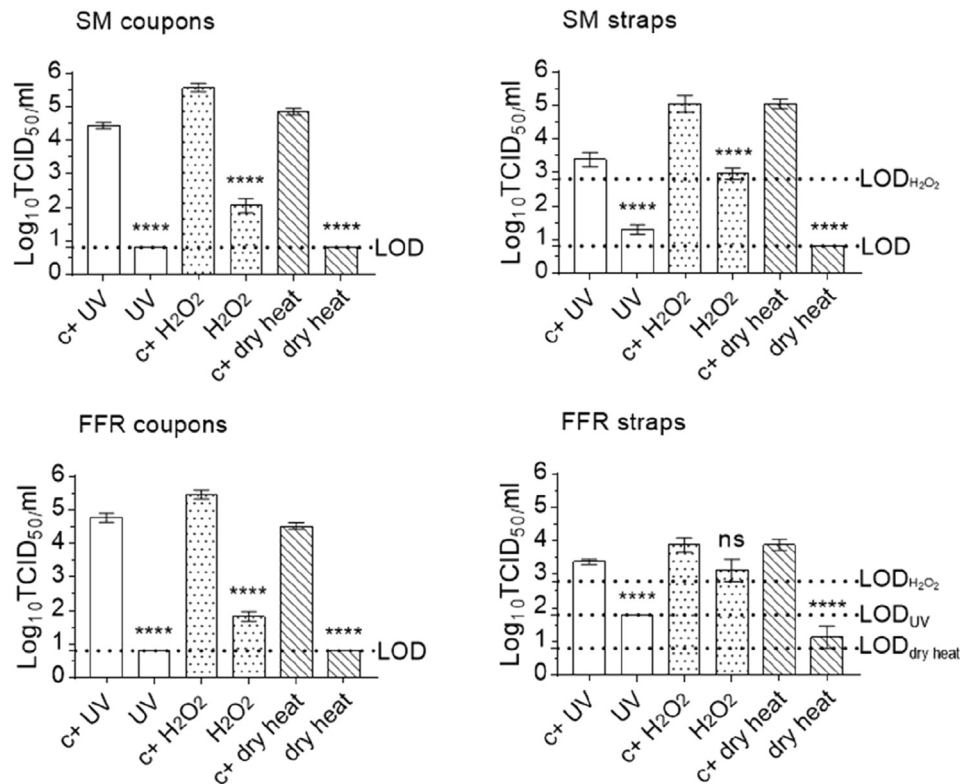 SM coupons
Log₁₀TCID₅₀/ml
6
5
4
3
2
1
0
****
****
****
LOD
c+ UV
UV
c+ H₂O₂
H₂O₂
c+ dry heat
dry heat
SM straps
Log₁₀TCID₅₀/ml
6
5
4
3
2
1
0
****
****
****
LOD_H₂O₂
LOD
c+ UV
UV
c+ H₂O₂
H₂O₂
c+ dry heat
dry heat
FFR coupons
Log₁₀TCID₅₀/ml
6
5
4
3
2
1
0
****
****
****
LOD
c+ UV
UV
c+ H₂O₂
H₂O₂
c+ dry heat
dry heat
FFR straps
Log₁₀TCID₅₀/ml
6
5
4
3
2
1
0
****
ns
****
LOD_H₂O₂
LOD_UV
LOD_dry heat
c+ UV
UV
c+ H₂O₂
H₂O₂
c+ dry heat
dry heat